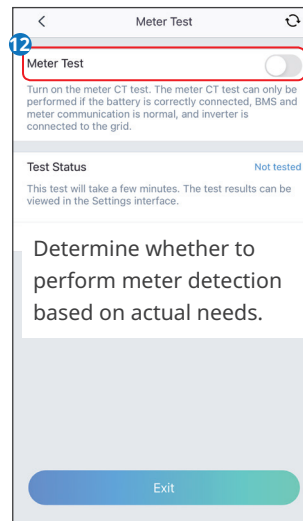 Meter Test
12
Meter Test
Turn on the meter CT test. The meter CT test can only be
performed if the battery is correctly connected, BMS and
meter communication is normal, and inverter is
connected to the grid.
Test Status Not tested
This test will take a few minutes. The test results can be
viewed in the Settings interface.
Determine whether to
perform meter detection
based on actual needs.
Exit